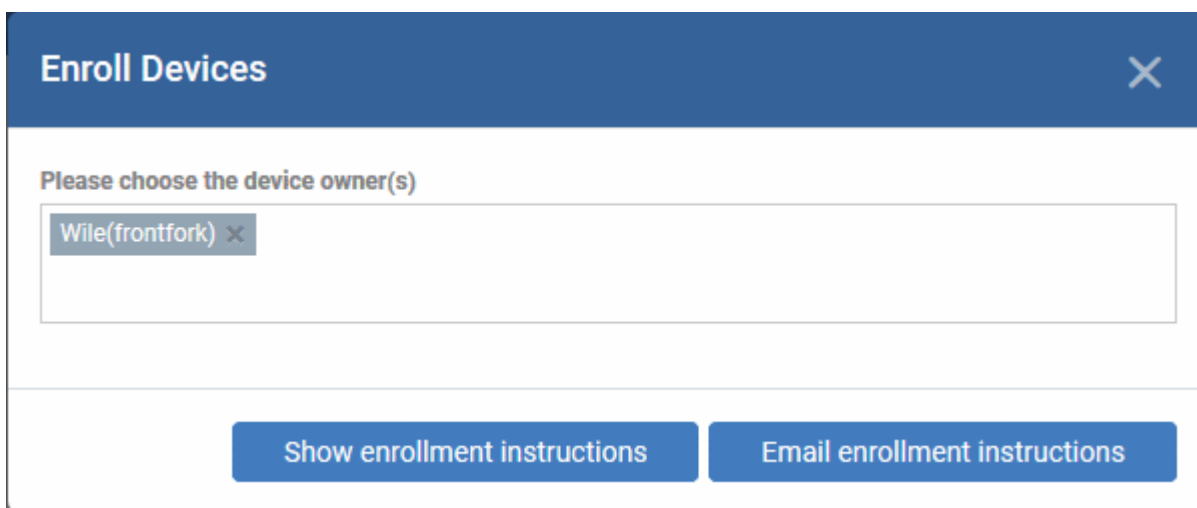 Enroll Devices
Please choose the device owner(s)
Wile(frontfork)
Show enrollment instructions
Email enrollment instructions